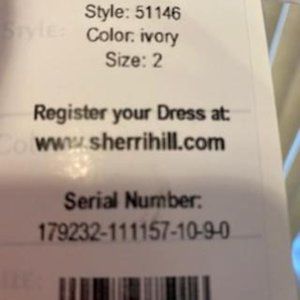 Style: 51146
Color: ivory
Size: 2
Register your Dress at:
www.sherrihill.com
Serial Number:
179232-111157-10-9-0